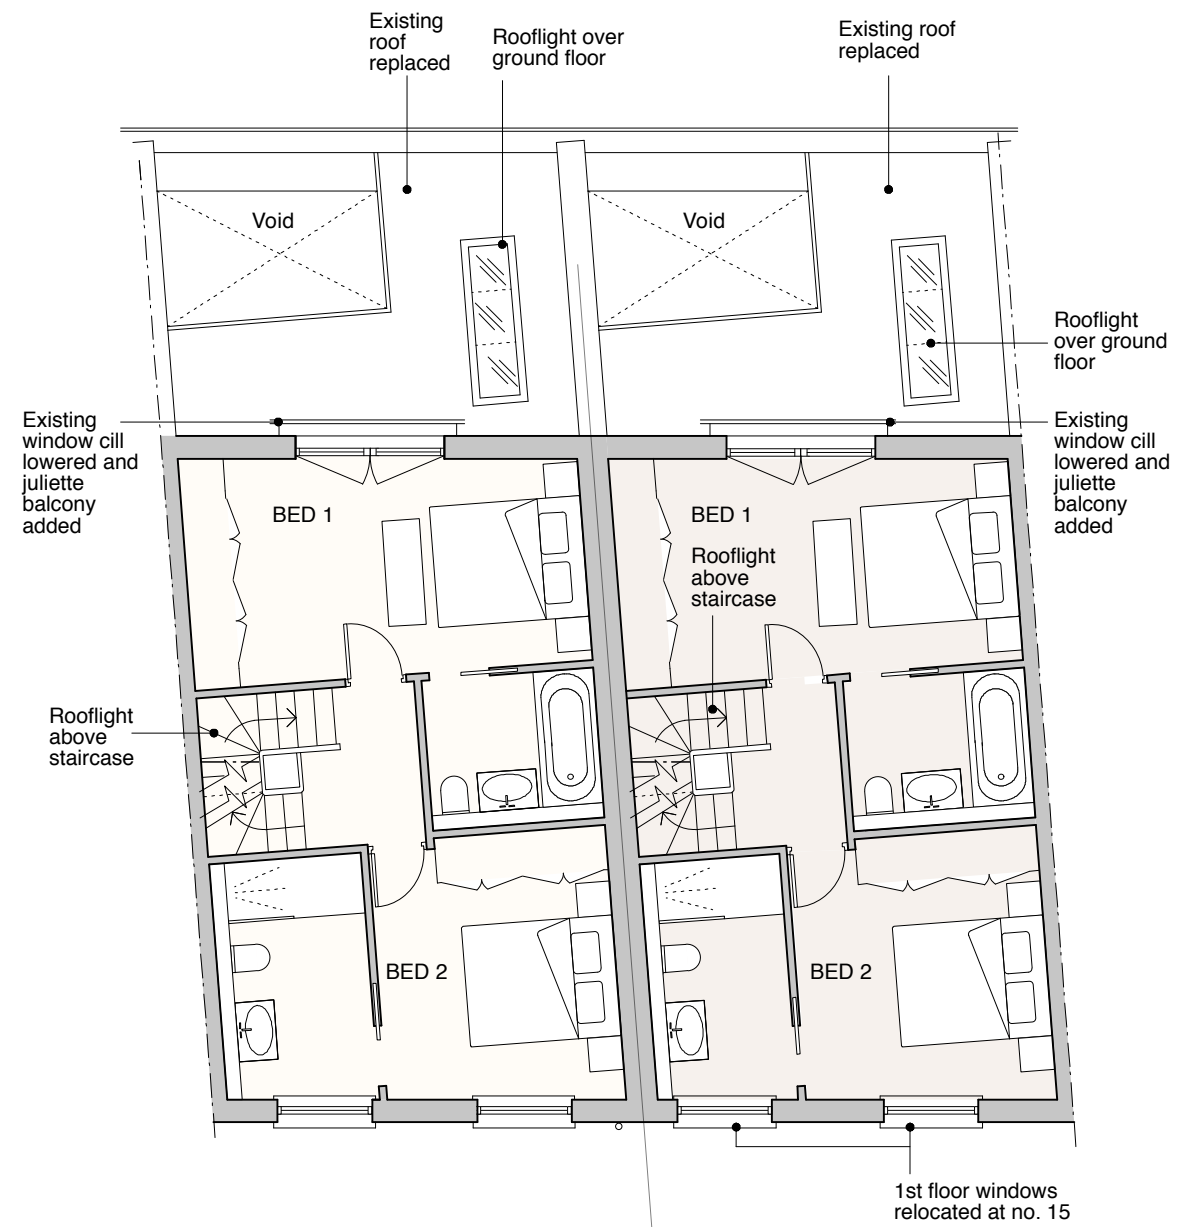 Existing
roof
replaced
Rooflight over
ground floor
Existing roof
replaced
Void
Void
Rooflight
over ground
floor
Existing
window cill
lowered and
juliette
balcony
added
Existing
window cill
lowered and
juliette
balcony
added
BED 1
BED 1
Rooflight
above
staircase
Rooflight
above
staircase
BED 2
BED 2
1st floor windows
relocated at no. 15